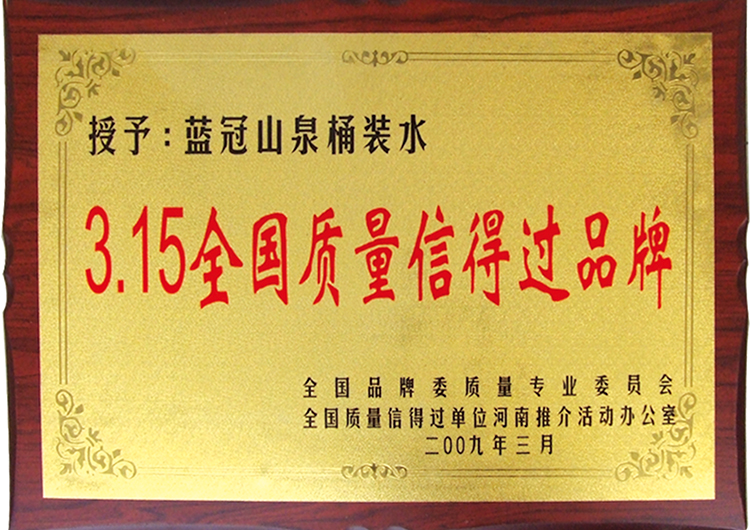 授予：蓝冠山泉桶装水
3.15全国质量信得过品牌
全国品牌委质量专业委员会
全国质量信得过单位河南推介活动办公室
二00九年三月